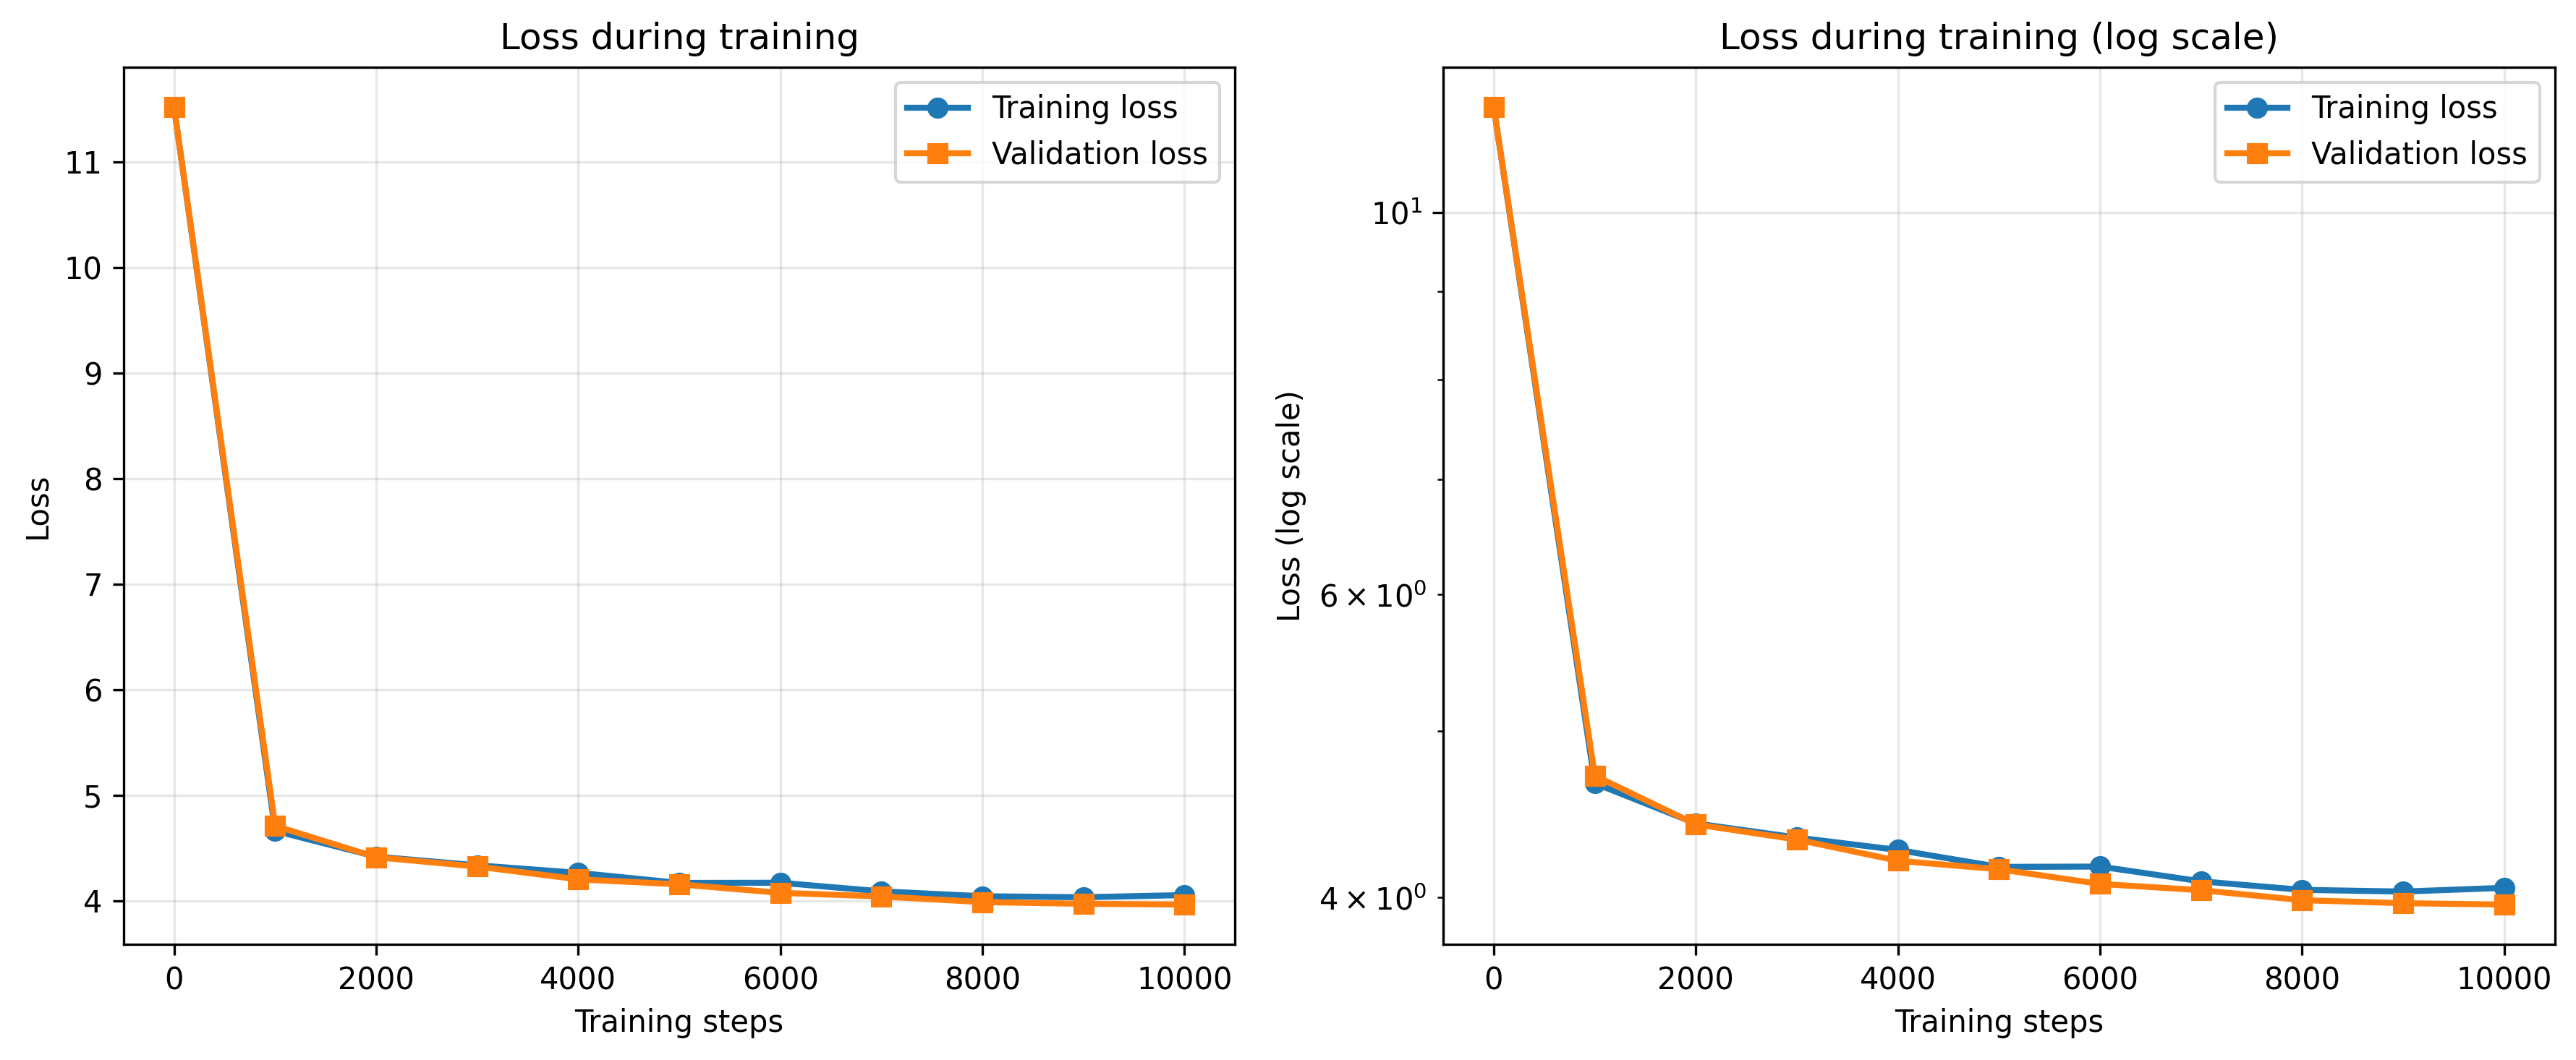 Loss during training
Training loss
Validation loss
11
10
9
8
7
6
5
4
Loss
0 2000 4000 6000 8000 10000
Training steps
Loss during training (log scale)
Training loss
Validation loss
10¹
6 × 10⁰
4 × 10⁰
Loss (log scale)
0 2000 4000 6000 8000 10000
Training steps